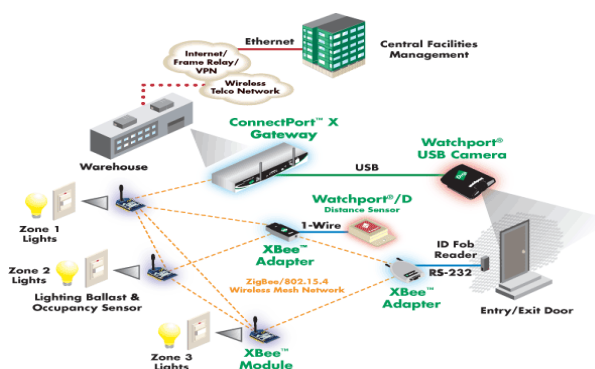 Ethernet
Internet/
Frame Relay/
VPN
Central Facilities
Management
Wireless
Telco Network
ConnectPort™ X
Gateway
Watchport®
USB Camera
Warehouse
USB
Watchport®/D
Distance Sensor
1-Wire
Zone 1
Lights
XBee™
Adapter
ID Fob
Reader
RS-232
Zone 2
Lights
ZigBee/802.15.4
Wireless Mech Network
Lighting Ballast &
Occupancy Sensor
XBee™
Adapter
Entry/Exit Door
Zone 3
Lights
XBee™
Module